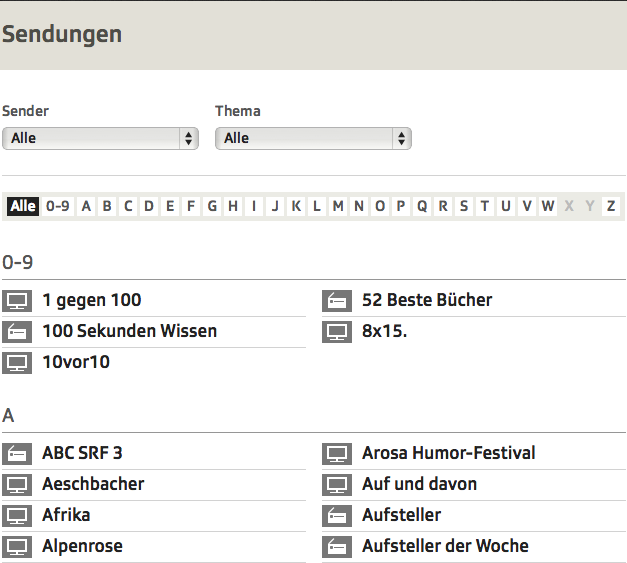 Sendungen
Sender Thema
Alle Alle
Alle 0-9 A B C D E F G H I J K L M N O P Q R S T U V W X Y Z
0-9
1 gegen 100
100 Sekunden Wissen
10vor10
52 Beste Bücher
8x15.
A
ABC SRF 3
Aeschbacher
Afrika
Alpenrose
Arosa Humor-Festival
Auf und davon
Aufsteller
Aufsteller der Woche